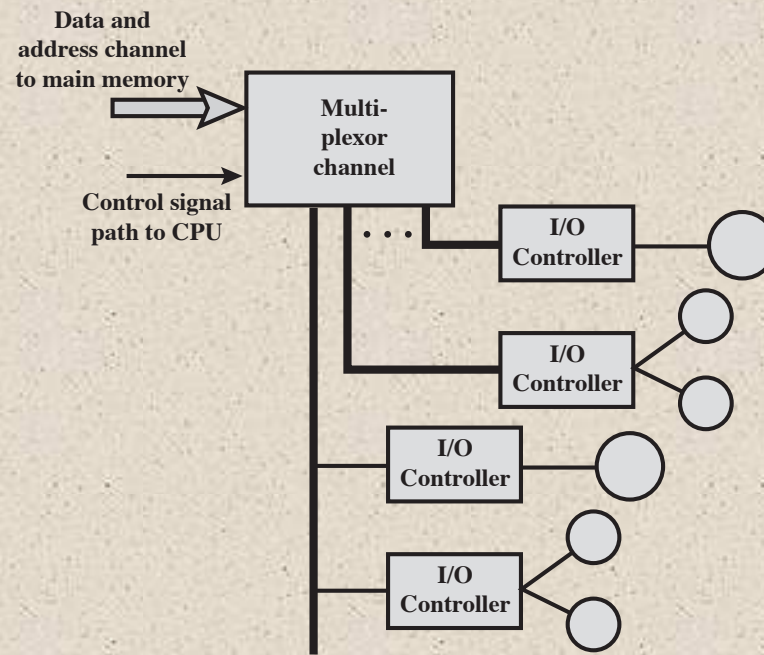 Data and
address channel
to main memory
Multi-
plexor
channel
Control signal
path to CPU
. . .
I/O
Controller
I/O
Controller
I/O
Controller
I/O
Controller